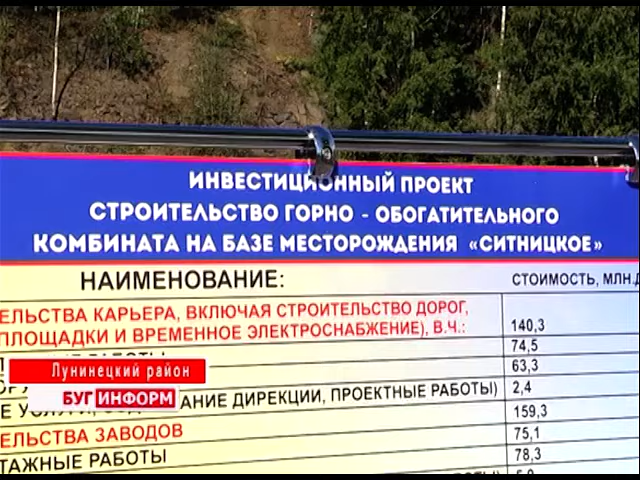 ИНВЕСТИЦИОННЫЙ ПРОЕКТ
СТРОИТЕЛЬСТВО ГОРНО - ОБОГАТИТЕЛЬНОГО
КОМБИНАТА НА БАЗЕ МЕСТОРОЖДЕНИЯ «СИТНИЦКОЕ»
НАИМЕНОВАНИЕ: СТОИМОСТЬ, МЛН.Д
ЕЛЬСТВА КАРЬЕРА, ВКЛЮЧАЯ СТРОИТЕЛЬСТВО ДОРОГ,
ПЛОЩАДКИ И ВРЕМЕННОЕ ЭЛЕКТРОСНАБЖЕНИЕ), В.Ч.: 140,3
РАБОТЫ 74,5
63,3
АНИЕ ДИРЕКЦИИ, ПРОЕКТНЫЕ РАБОТЫ) 2,4
ЕЛЬСТВА ЗАВОДОВ 159,3
ТАЖНЫЕ РАБОТЫ 75,1
78,3
Лунинецкий район
БУГ ИНФОРМ